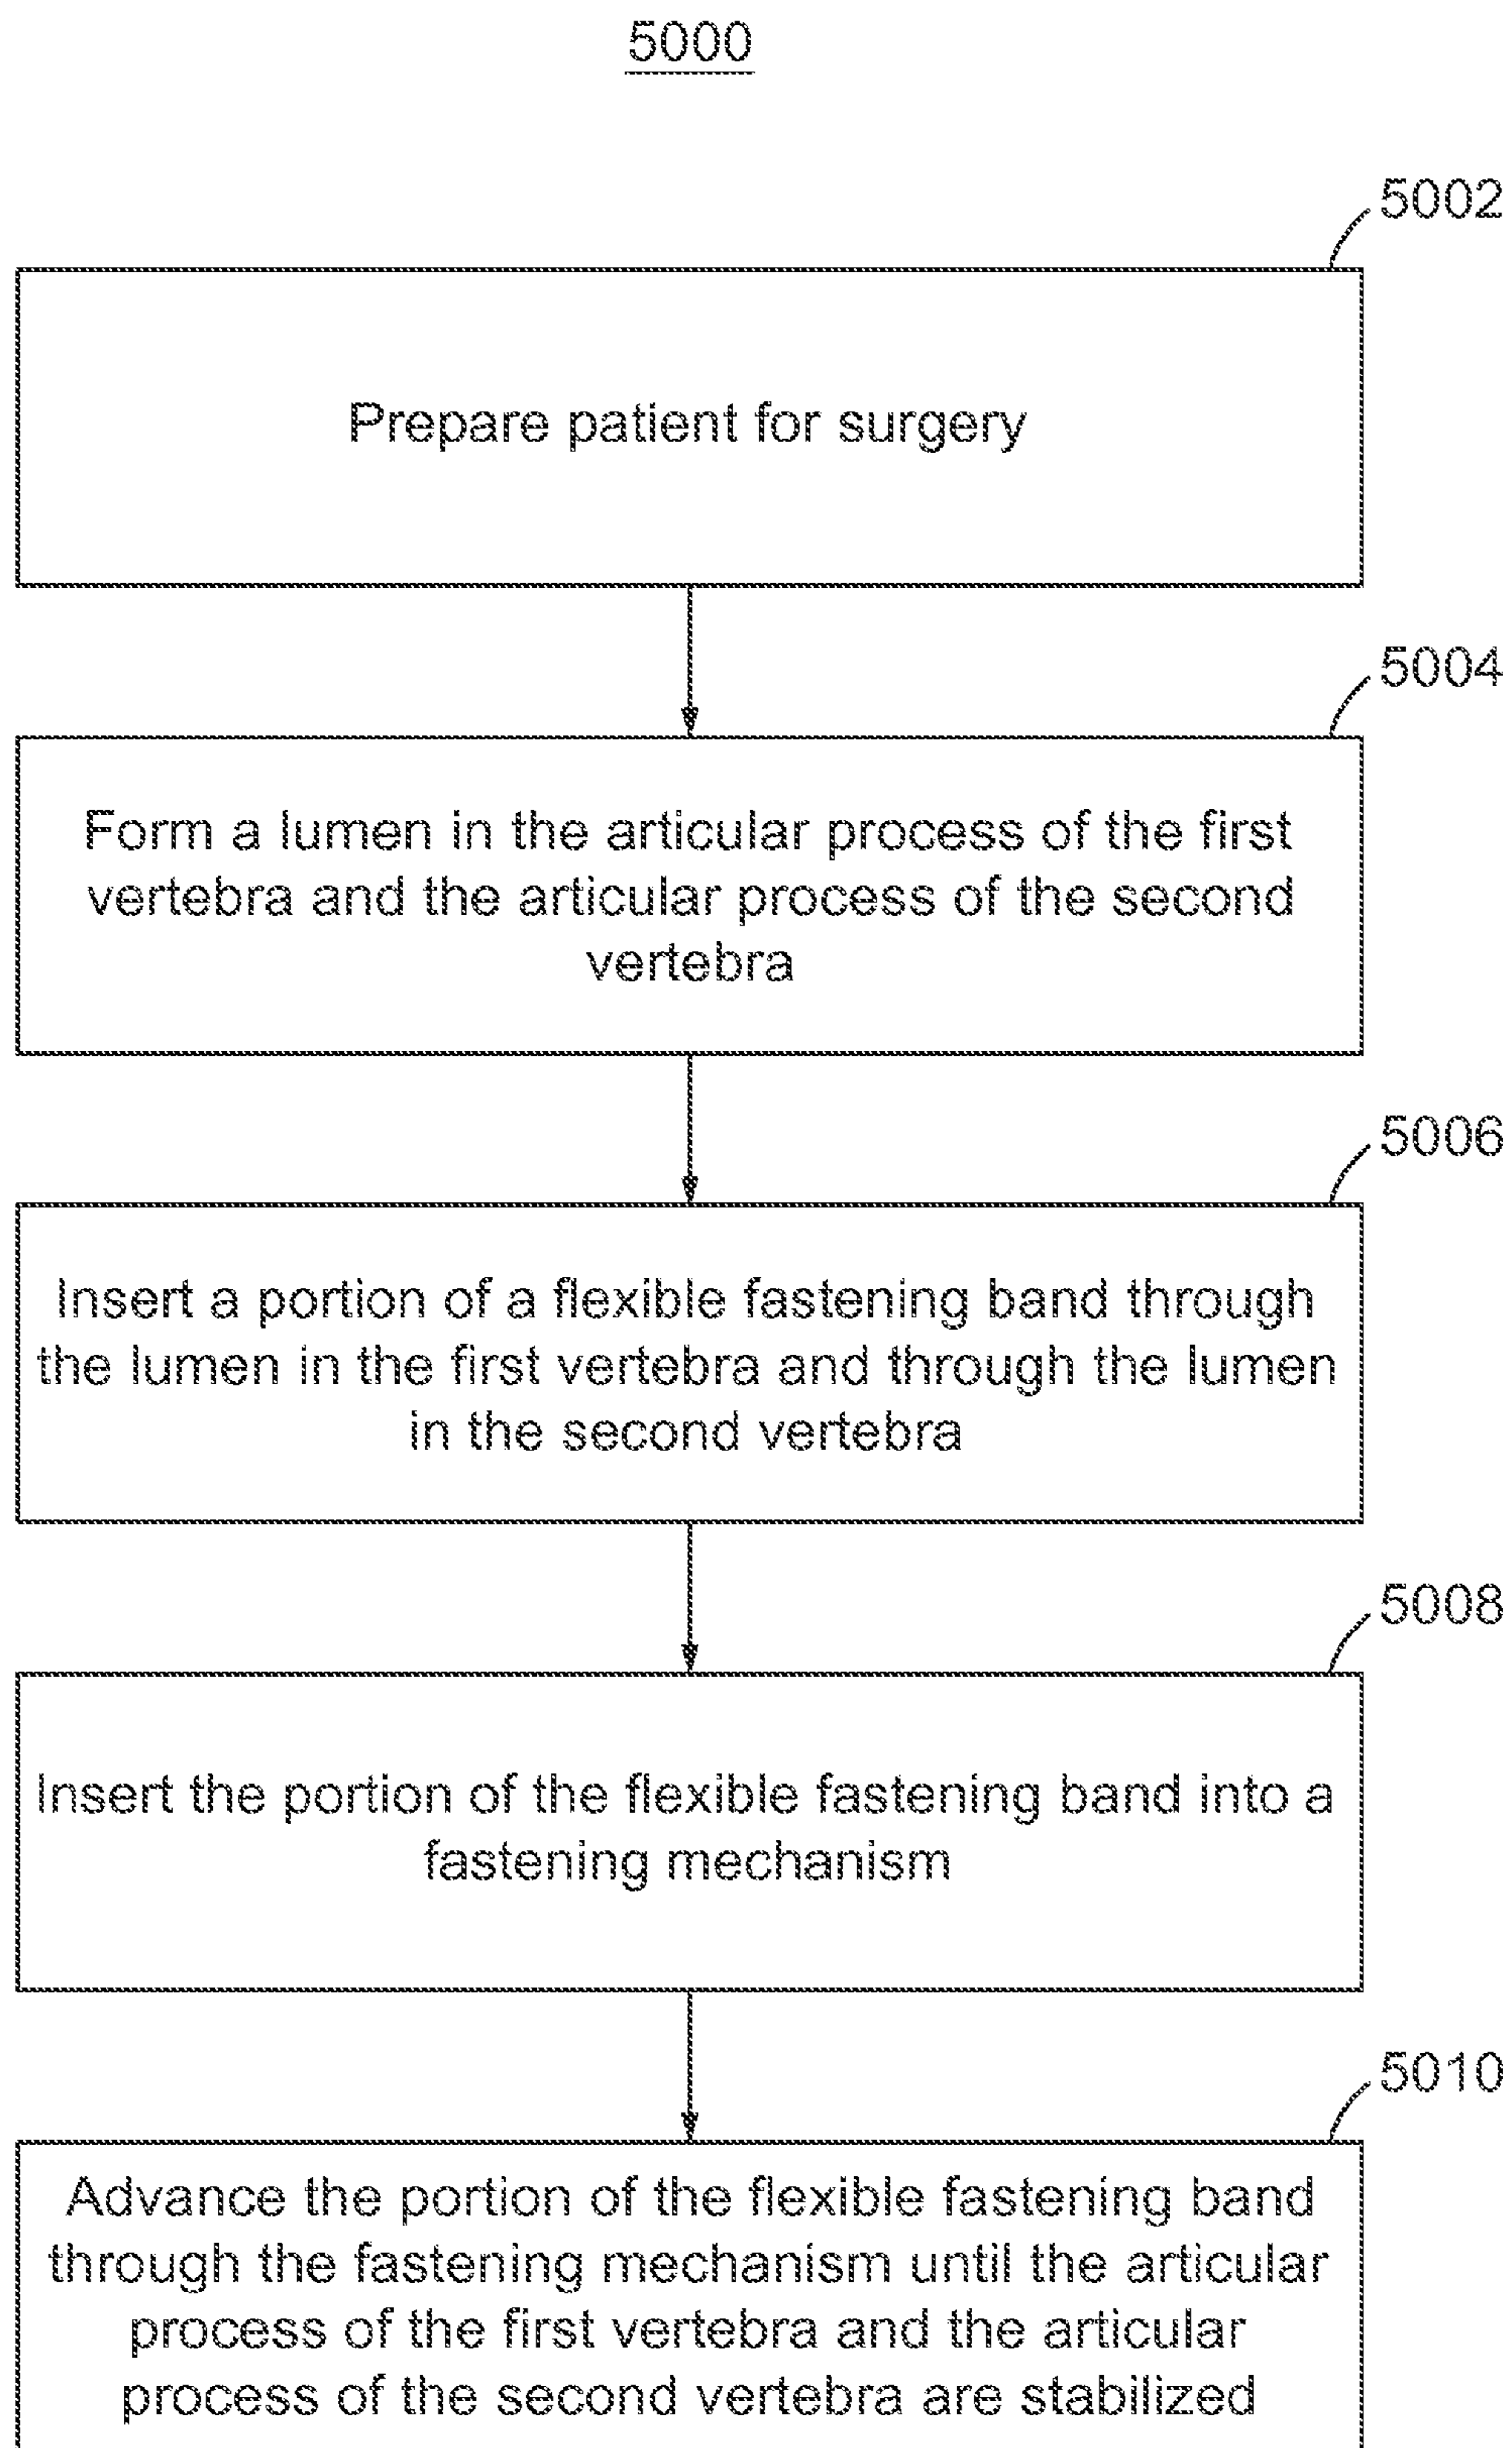 5000
5002
Prepare patient for surgery
5004
Form a lumen in the articular process of the first
vertebra and the articular process of the second
vertebra
5006
Insert a portion of a flexible fastening band through
the lumen in the first vertebra and through the lumen
in the second vertebra
5008
Insert the portion of the flexible fastening band into a
fastening mechanism
5010
Advance the portion of the flexible fastening band
through the fastening mechanism until the articular
process of the first vertebra and the articular
process of the second vertebra are stabilized